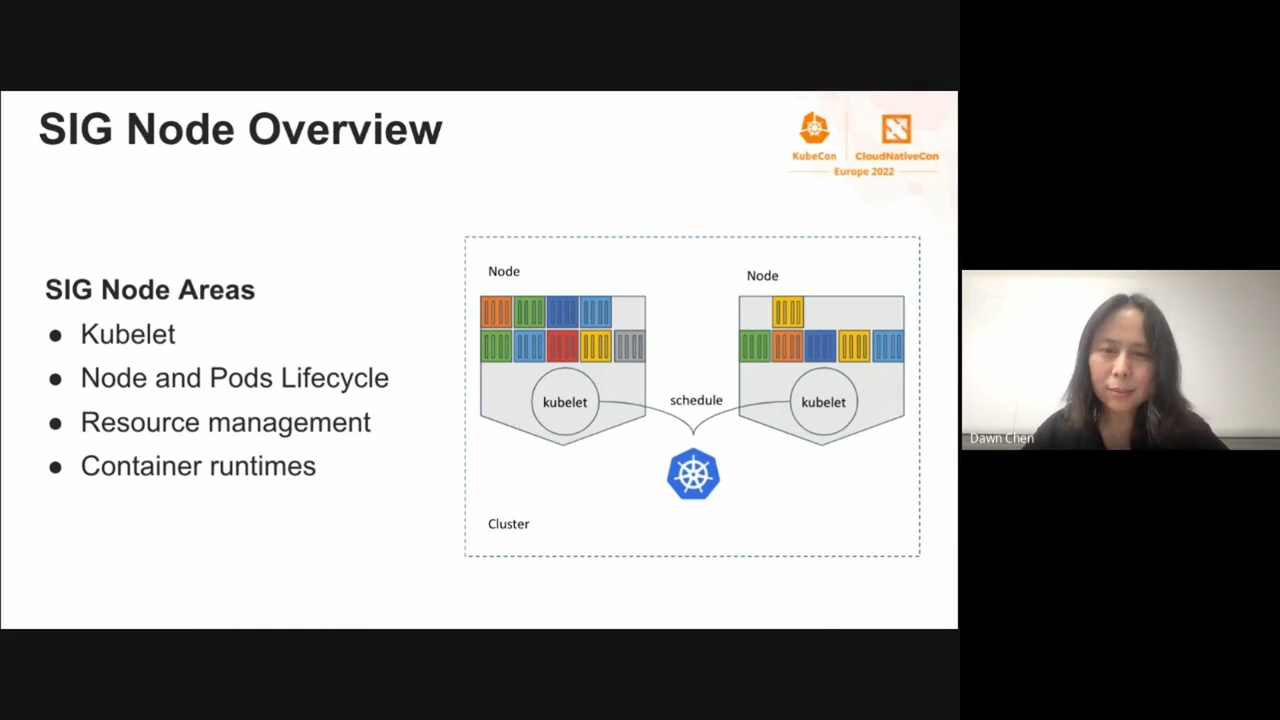 SIG Node Overview
KubeCon
CloudNativeCon
Europe 2022
SIG Node Areas
● Kubelet
● Node and Pods Lifecycle
● Resource management
● Container runtimes
Node
Node
kubelet
schedule
kubelet
Cluster
Dawn Chen